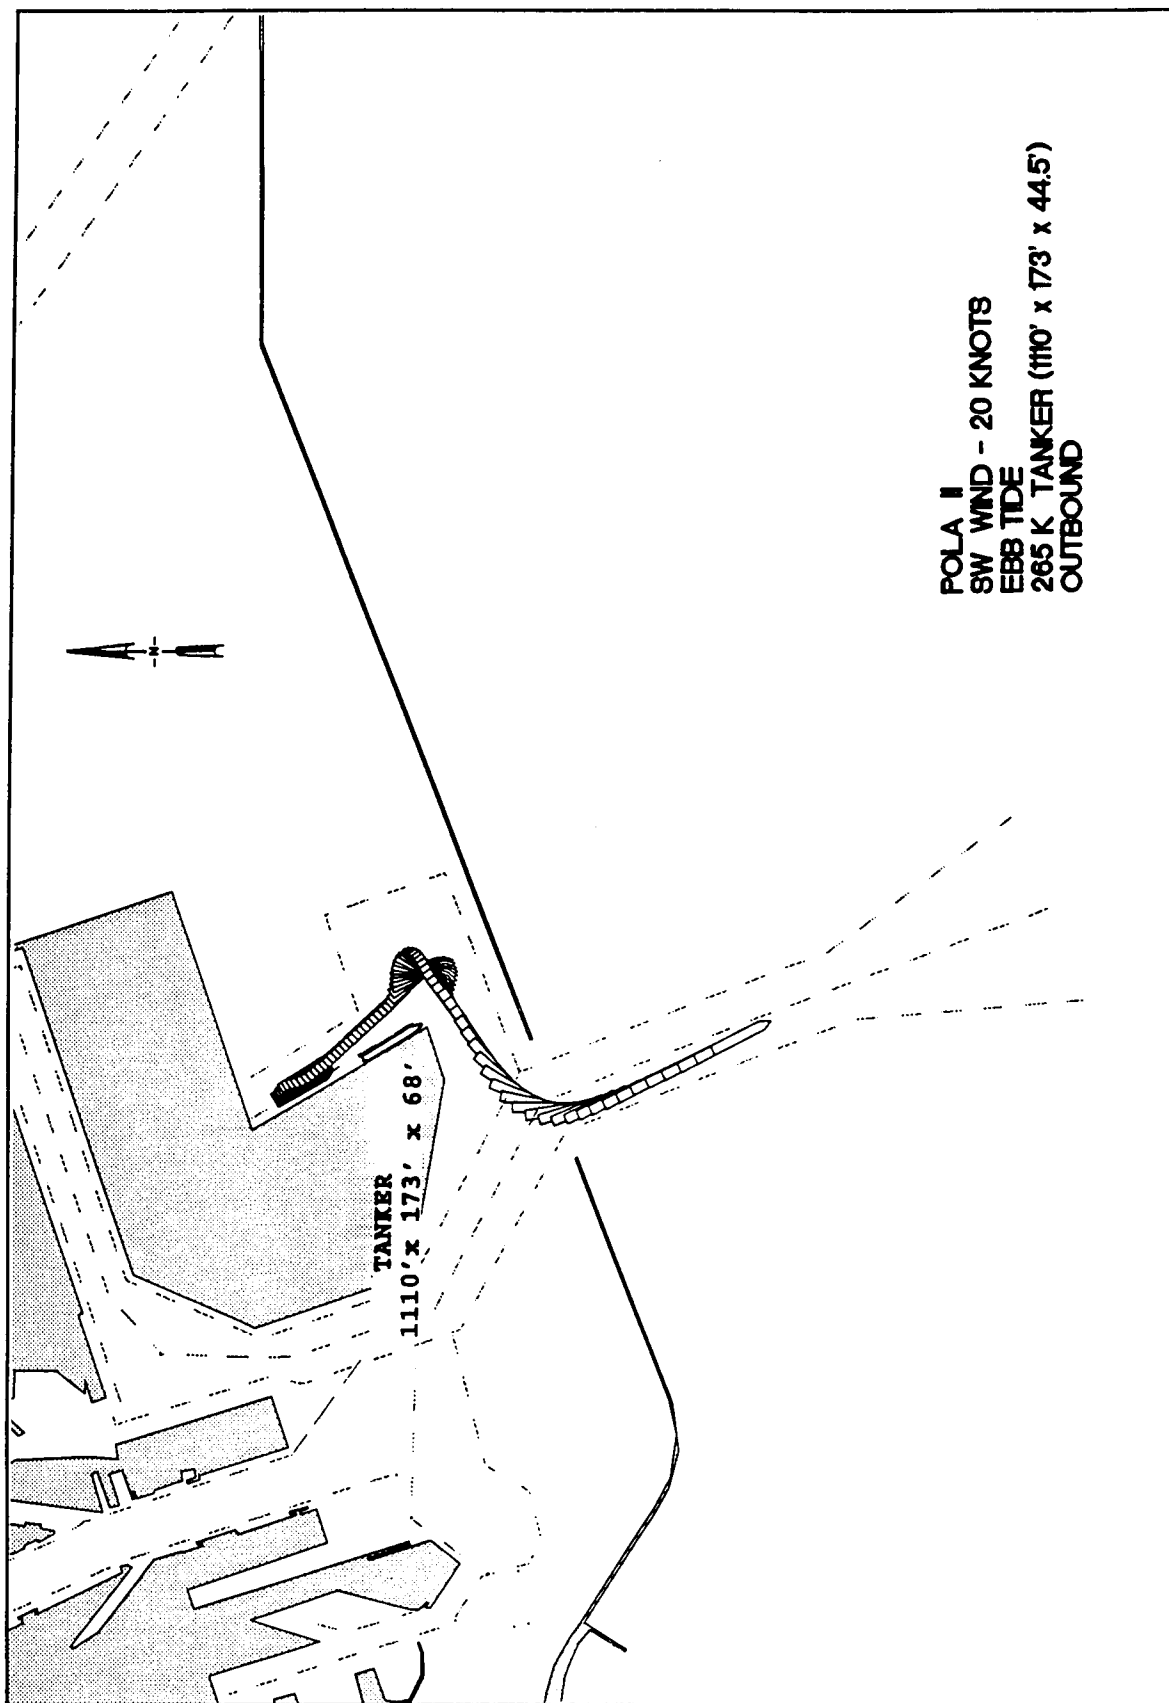 N
TANKER
1110'x 173' x 68'
POLA II
SW WIND - 20 KNOTS
EBB TIDE
265 K TANKER (1110' x 173' x 44.5')
OUTBOUND